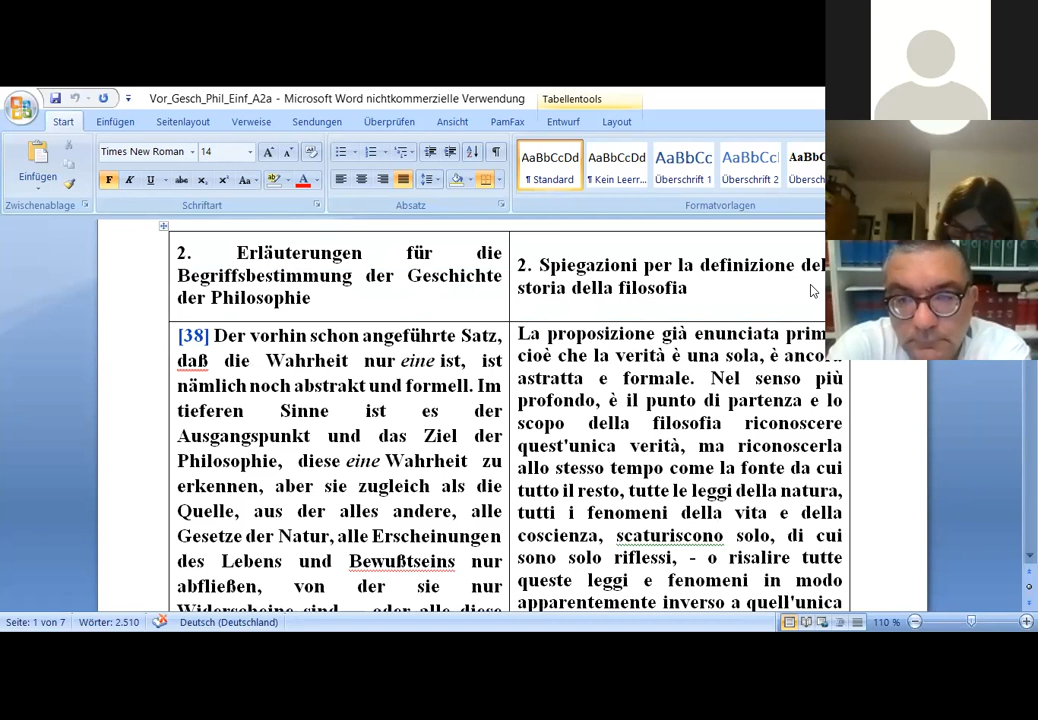 Vor_Gesch_Phil_Einf_A2a - Microsoft Word nichtkommerzielle Verwendung
Tabellentools
Start Einfügen Seitenlayout Verweise Sendungen Überprüfen Ansicht PamFax Entwurf Layout
Einfügen
Times New Roman 14
F K U abc x₂ x² Aa
AaBbCcDd AaBbCcDd AaBbCc AaBbCc
¶ Standard ¶ Kein Leerr... Überschrift 1 Überschrift 2
Zwischenablage Schriftart Absatz Formatvorlagen
2. Erläuterungen für die
Begriffsbestimmung der Geschichte
der Philosophie
2. Spiegazioni per la definizione
storia della filosofia
[38] Der vorhin schon angeführte Satz,
daß die Wahrheit nur eine ist, ist
nämlich noch abstrakt und formell. Im
tieferen Sinne ist es der
Ausgangspunkt und das Ziel der
Philosophie, diese eine Wahrheit zu
erkennen, aber sie zugleich als die
Quelle, aus der alles andere, alle
Gesetze der Natur, alle Erscheinungen
des Lebens und Bewußtseins nur
abfließen, von der sie nur
Widerscheine sind, – oder alle diese
La proposizione già enunciata
cioè che la verità è una sola, è
astratta e formale. Nel senso più
profondo, è il punto di partenza e lo
scopo della filosofia riconoscere
quest'unica verità, ma riconoscerla
allo stesso tempo come la fonte da cui
tutto il resto, tutte le leggi della natura,
tutti i fenomeni della vita e della
coscienza, scaturiscono solo, di cui
sono solo riflessi, - o risalire tutte
queste leggi e fenomeni in modo
apparentemente inverso a quell'unica
Seite: 1 von 7 Wörter: 2.510 Deutsch (Deutschland) 110 %